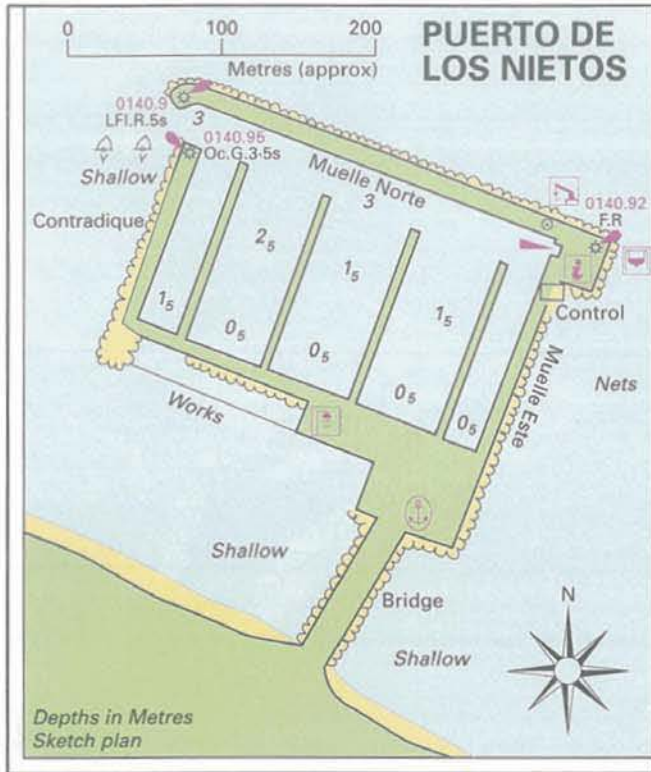 0 100 200
Metres (approx)
PUERTO DE
LOS NIETOS
0140.9
LFl.R.5s
3
0140.95
Oc.G.3·5s
Shallow
Contradique
Muelle Norte
3
0140.92
F.R
2₅
1₅
1₅
1₅
0₅
0₅
0₅
0₅
Control
Muelle Este
Nets
Works
Shallow
Bridge
Shallow
N
Depths in Metres
Sketch plan